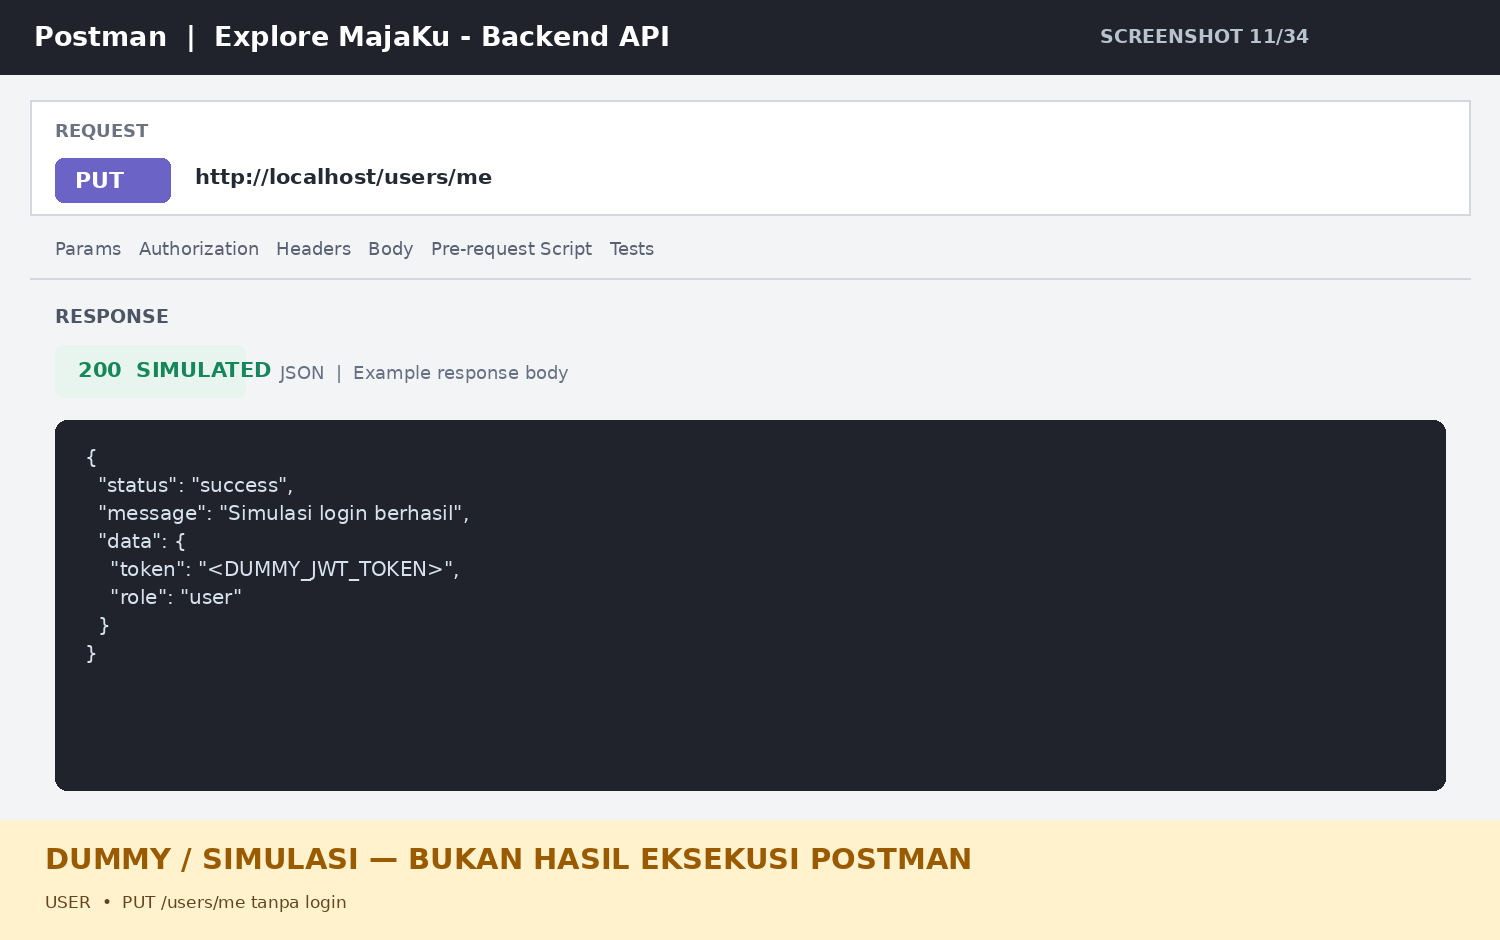 Postman | Explore MajaKu - Backend API
SCREENSHOT 11/34
REQUEST
PUT http://localhost/users/me
Params Authorization Headers Body Pre-request Script Tests
RESPONSE
200 SIMULATED JSON | Example response body
{
  "status": "success",
  "message": "Simulasi login berhasil",
  "data": {
    "token": "<DUMMY_JWT_TOKEN>",
    "role": "user"
  }
}
DUMMY / SIMULASI — BUKAN HASIL EKSEKUSI POSTMAN
USER • PUT /users/me tanpa login